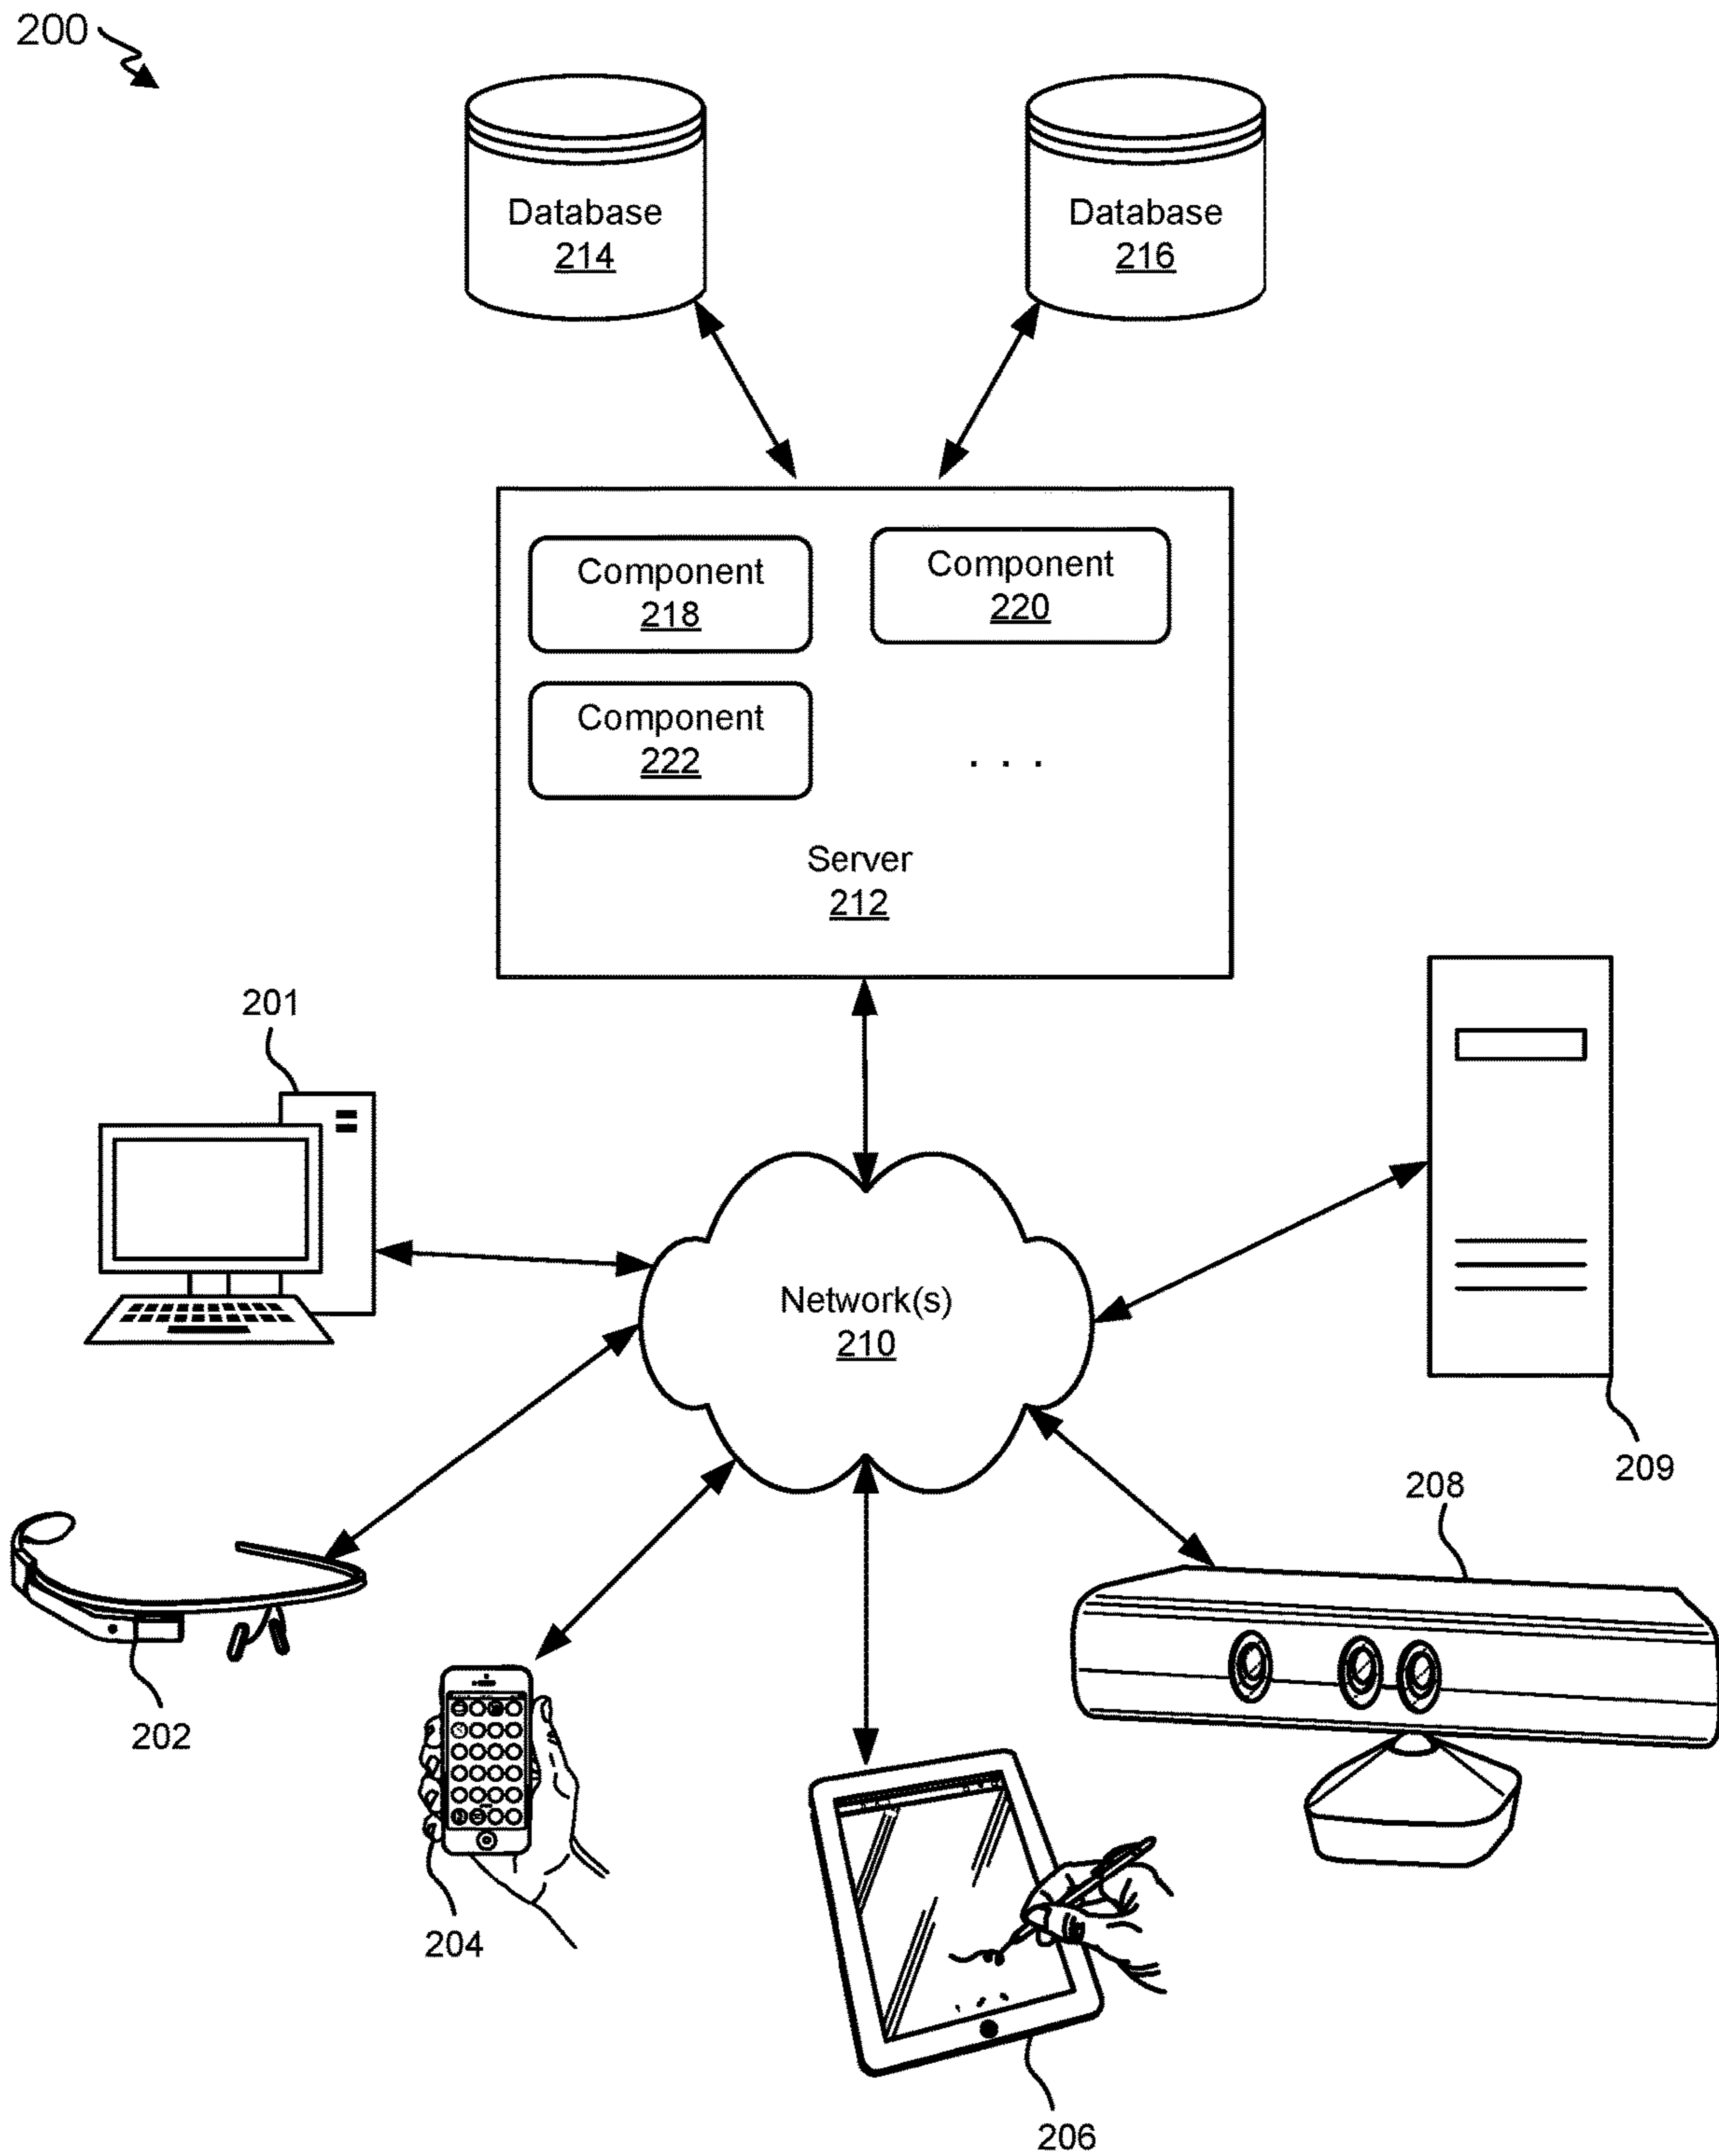 200
Database
214
Database
216
Component
218
Component
220
Component
222
. . .
Server
212
201
Network(s)
210
209
208
202
204
206